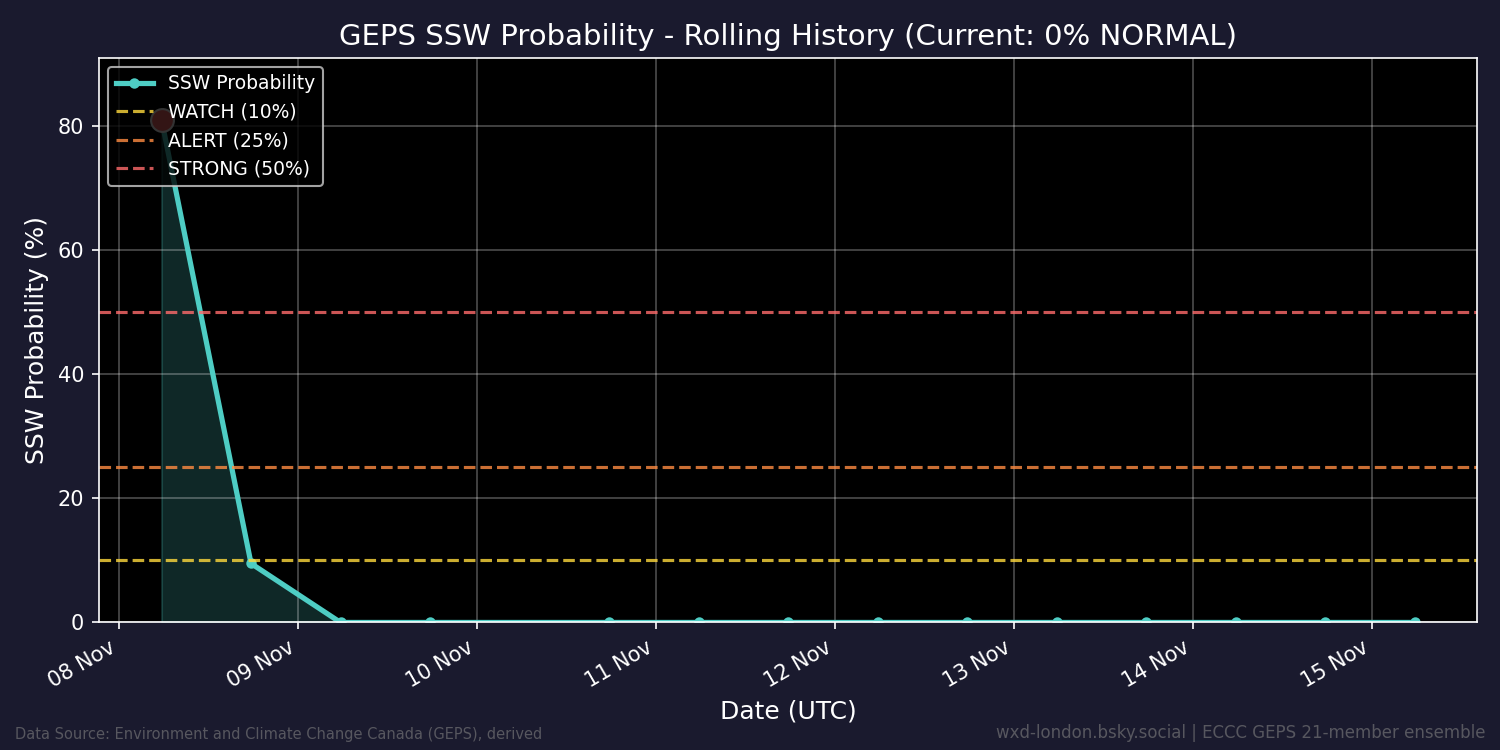 GEPS SSW Probability - Rolling History (Current: 0% NORMAL)
SSW Probability
WATCH (10%)
ALERT (25%)
STRONG (50%)
SSW Probability (%)
80
60
40
20
0
08 Nov
09 Nov
10 Nov
11 Nov
12 Nov
13 Nov
14 Nov
15 Nov
Date (UTC)
Data Source: Environment and Climate Change Canada (GEPS), derived
wxd-london.bsky.social | ECCC GEPS 21-member ensemble